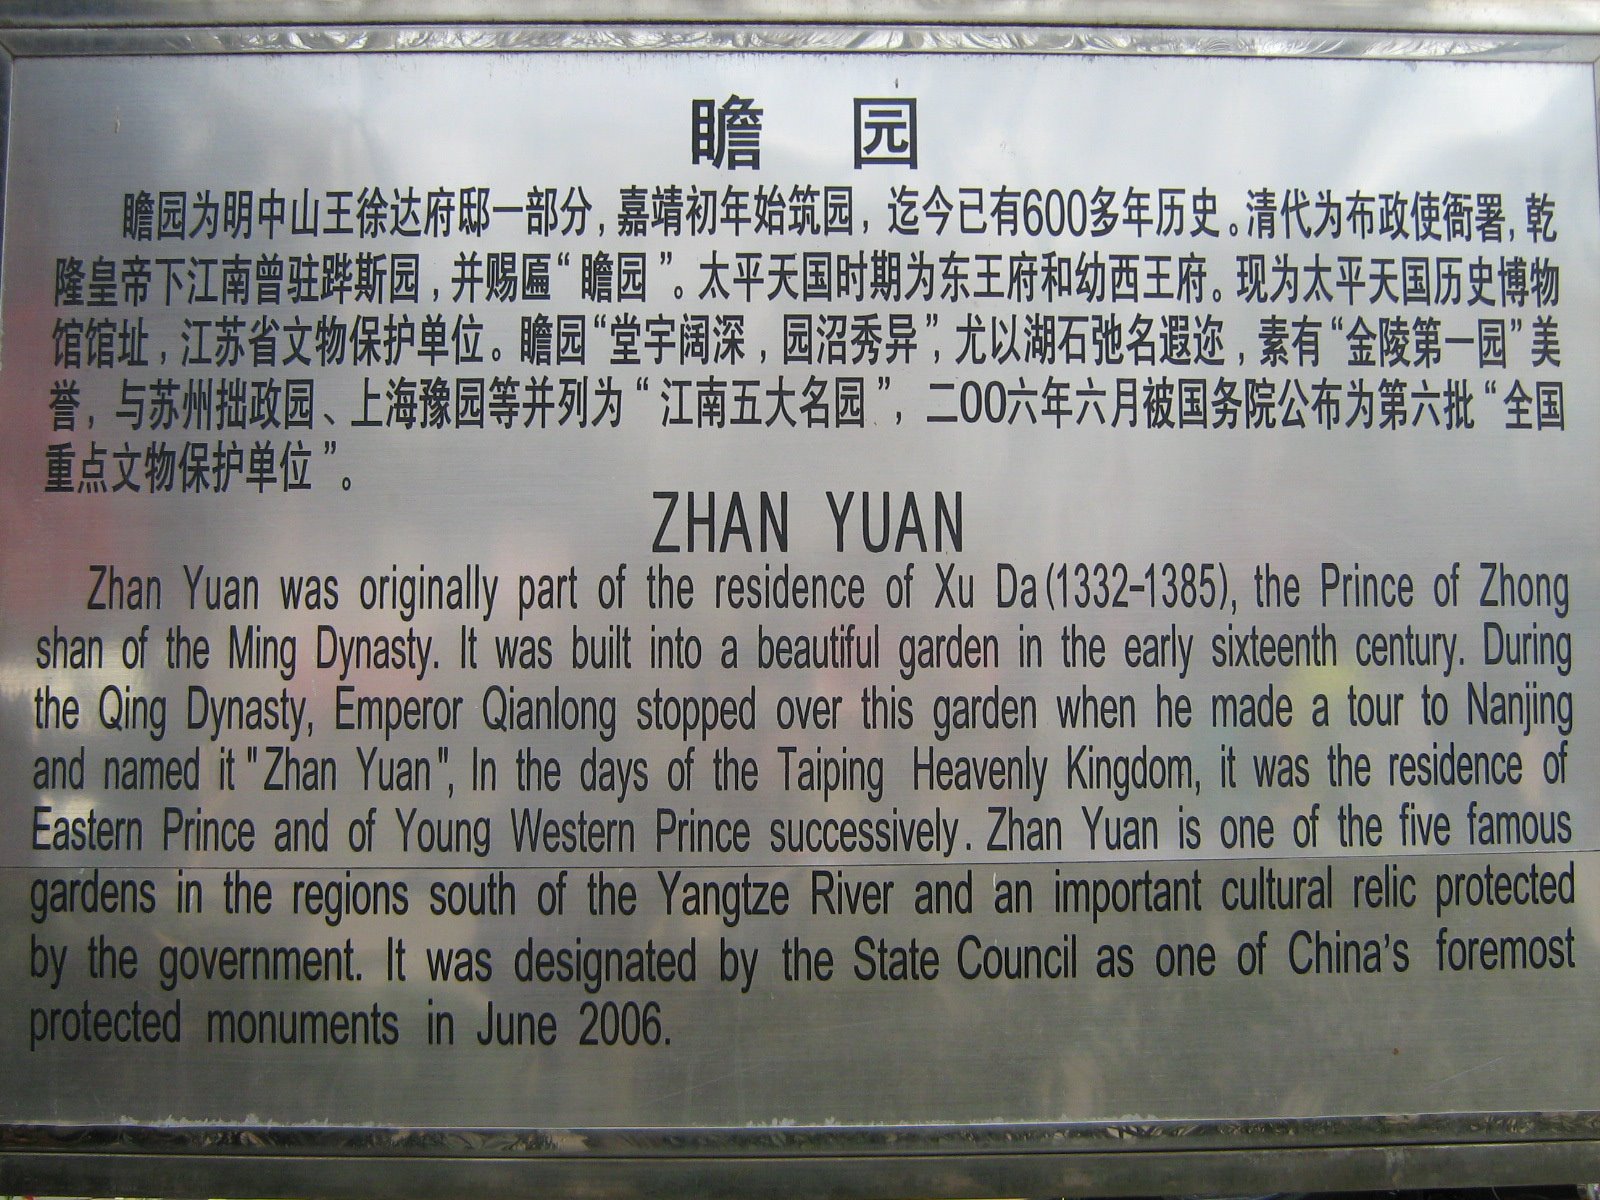 瞻 园
瞻园为明中山王徐达府邸一部分，嘉靖初年始筑园，迄今已有600多年历史。清代为布政使衙署，乾
隆皇帝下江南曾驻跸斯园，并赐匾“瞻园”。太平天国时期为东王府和幼西王府。现为太平天国历史博物
馆馆址，江苏省文物保护单位。瞻园“堂宇阔深，园沼秀异”，尤以湖石弛名遐迩，素有“金陵第一园”美
誉，与苏州拙政园、上海豫园等并列为“江南五大名园”，二00六年六月被国务院公布为第六批“全国
重点文物保护单位”。
ZHAN YUAN
Zhan Yuan was originally part of the residence of Xu Da(1332-1385), the Prince of Zhong
shan of the Ming Dynasty. It was built into a beautiful garden in the early sixteenth century. During
the Qing Dynasty, Emperor Qianlong stopped over this garden when he made a tour to Nanjing
and named it "Zhan Yuan", In the days of the Taiping Heavenly Kingdom, it was the residence of
Eastern Prince and of Young Western Prince successively. Zhan Yuan is one of the five famous
gardens in the regions south of the Yangtze River and an important cultural relic protected
by the government. It was designated by the State Council as one of China's foremost
protected monuments in June 2006.